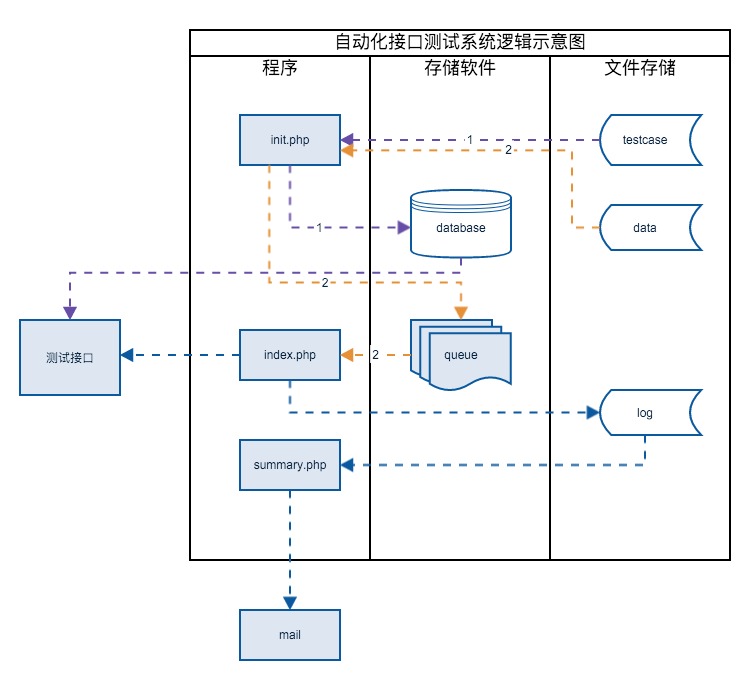 自动化接口测试系统逻辑示意图
程序
存储软件
文件存储
init.php
1
testcase
2
1
database
data
2
测试接口
index.php
2
queue
log
summary.php
mail